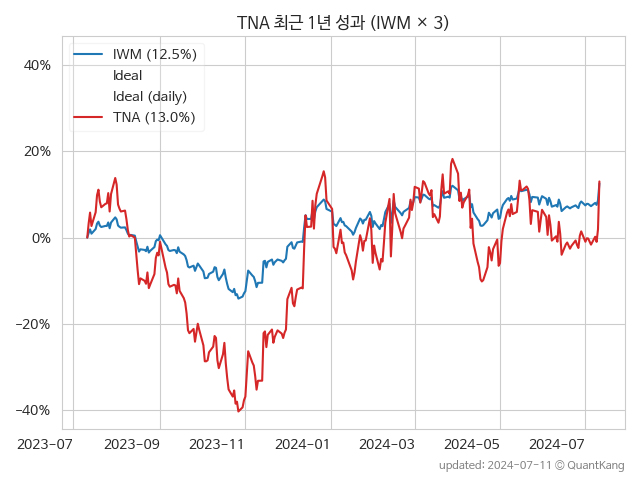 TNA 최근 1년 성과 (IWM × 3)
IWM (12.5%)
Ideal
Ideal (daily)
TNA (13.0%)
40%
20%
0%
−20%
−40%
2023-07 2023-09 2023-11 2024-01 2024-03 2024-05 2024-07
updated: 2024-07-11 © QuantKang